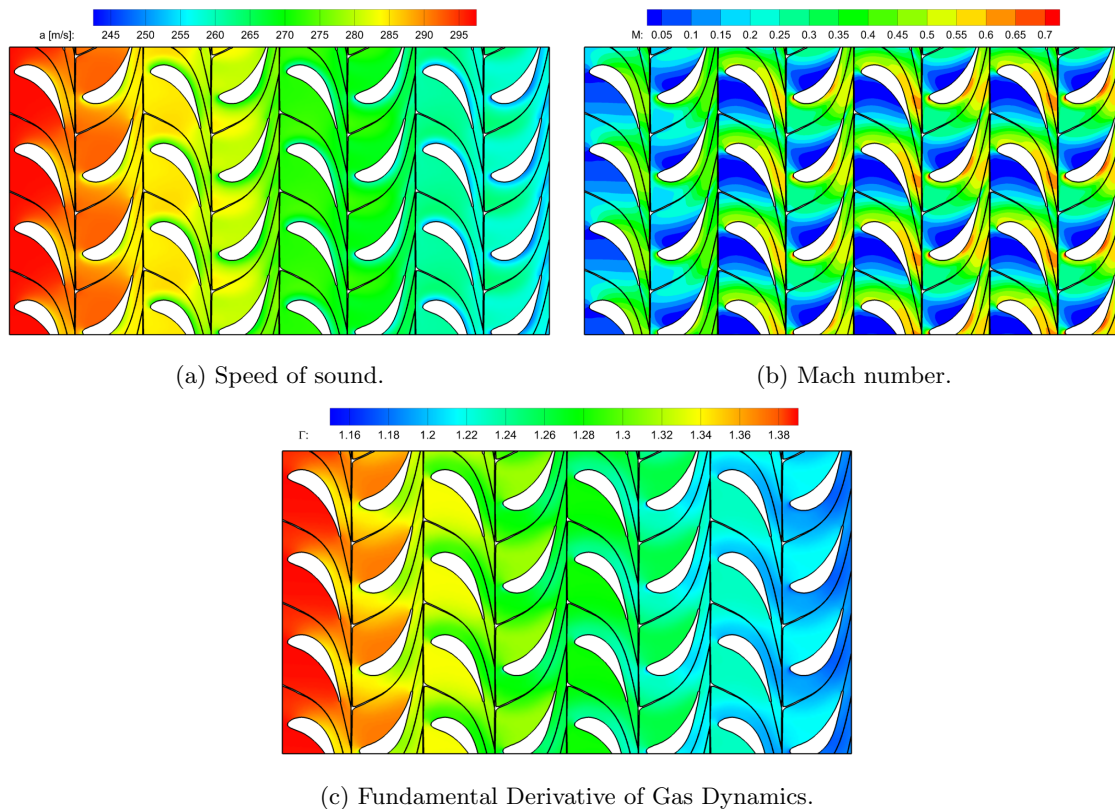 a [m/s]: 245 250 255 260 265 270 275 280 285 290 295
M: 0.05 0.1 0.15 0.2 0.25 0.3 0.35 0.4 0.45 0.5 0.55 0.6 0.65 0.7
(a) Speed of sound.
(b) Mach number.
Γ: 1.16 1.18 1.2 1.22 1.24 1.26 1.28 1.3 1.32 1.34 1.36 1.38
(c) Fundamental Derivative of Gas Dynamics.